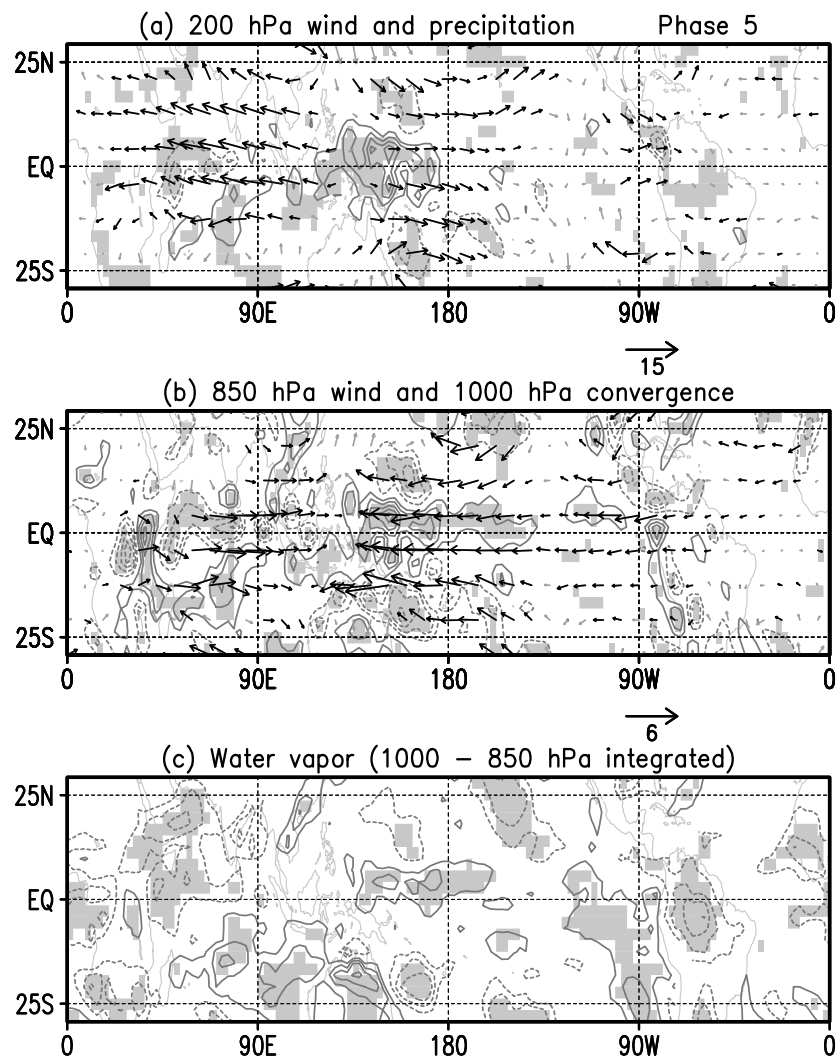 (a) 200 hPa wind and precipitation Phase 5
25N
EQ
25S
0 90E 180 90W 0
15
(b) 850 hPa wind and 1000 hPa convergence
25N
EQ
25S
0 90E 180 90W 0
6
(c) Water vapor (1000 – 850 hPa integrated)
25N
EQ
25S
0 90E 180 90W 0